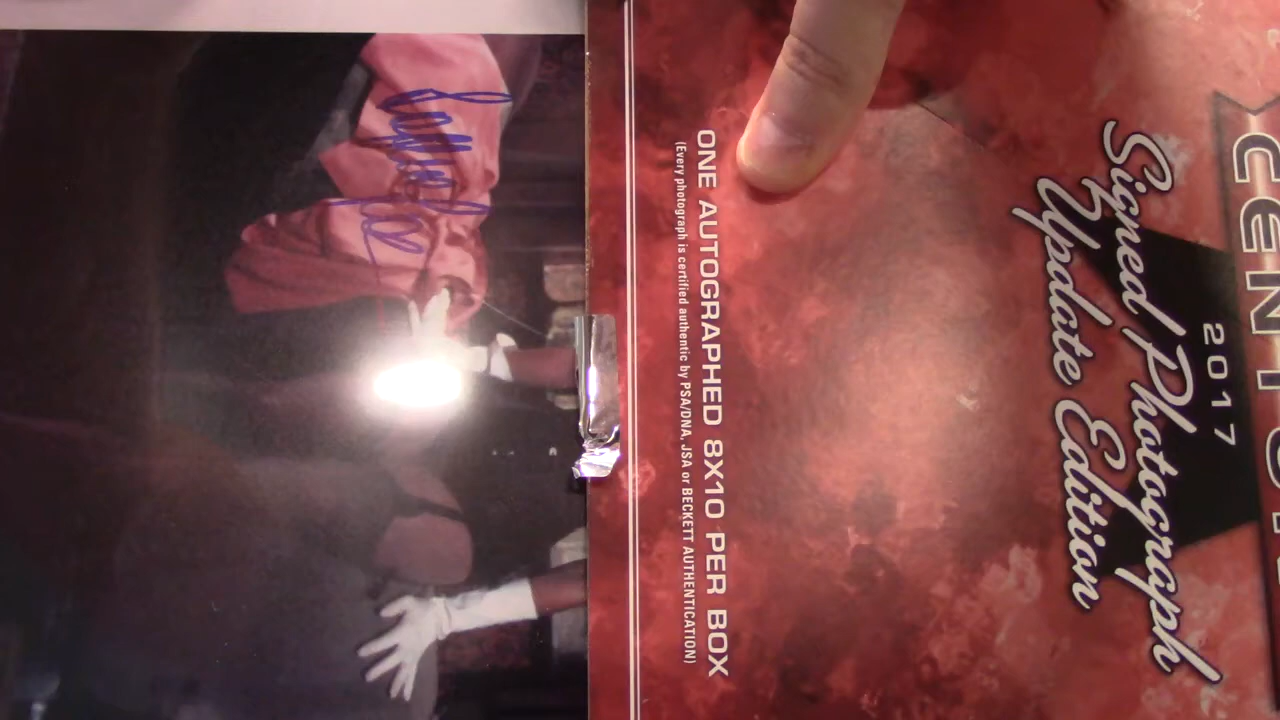 CENTU
2017
Signed Photograph
Update Edition
ONE AUTOGRAPHED 8X10 PER BOX
(Every photograph is certified authentic by PSA/DNA, JSA or BECKETT AUTHENTICATION)